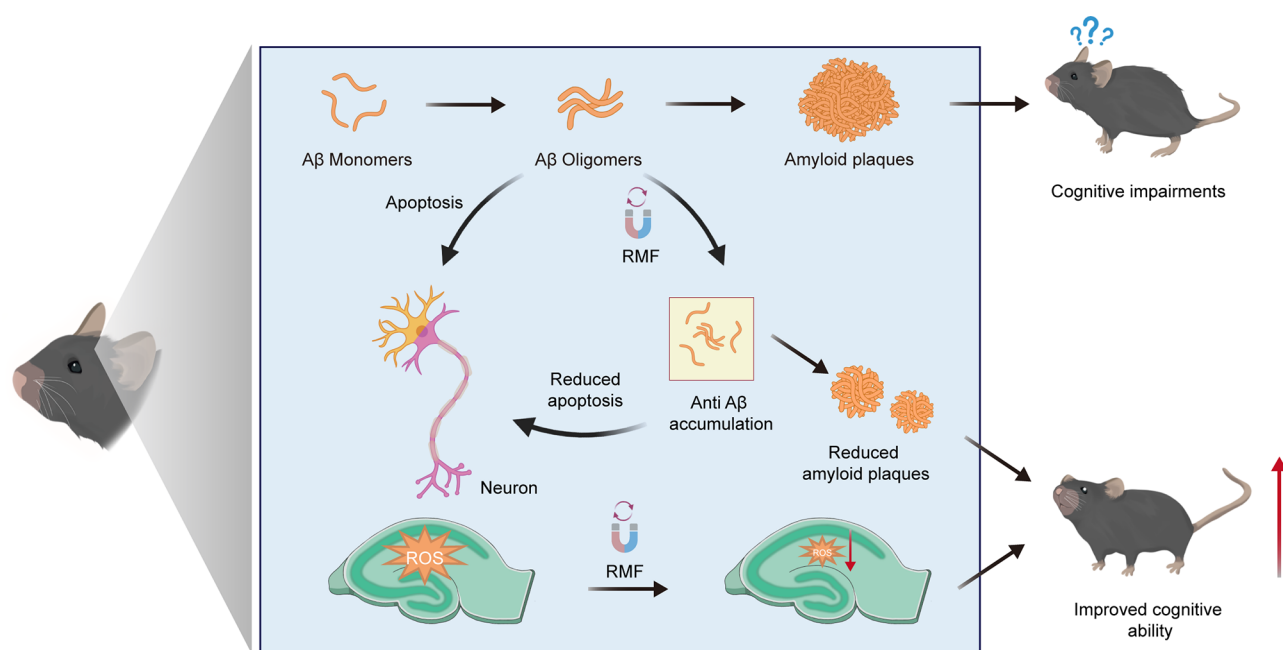 ???
Aβ Monomers
Aβ Oligomers
Amyloid plaques
Cognitive impairments
Apoptosis
RMF
Reduced
apoptosis
Anti Aβ
accumulation
Reduced
amyloid plaques
Neuron
ROS
RMF
ROS
Improved cognitive
ability